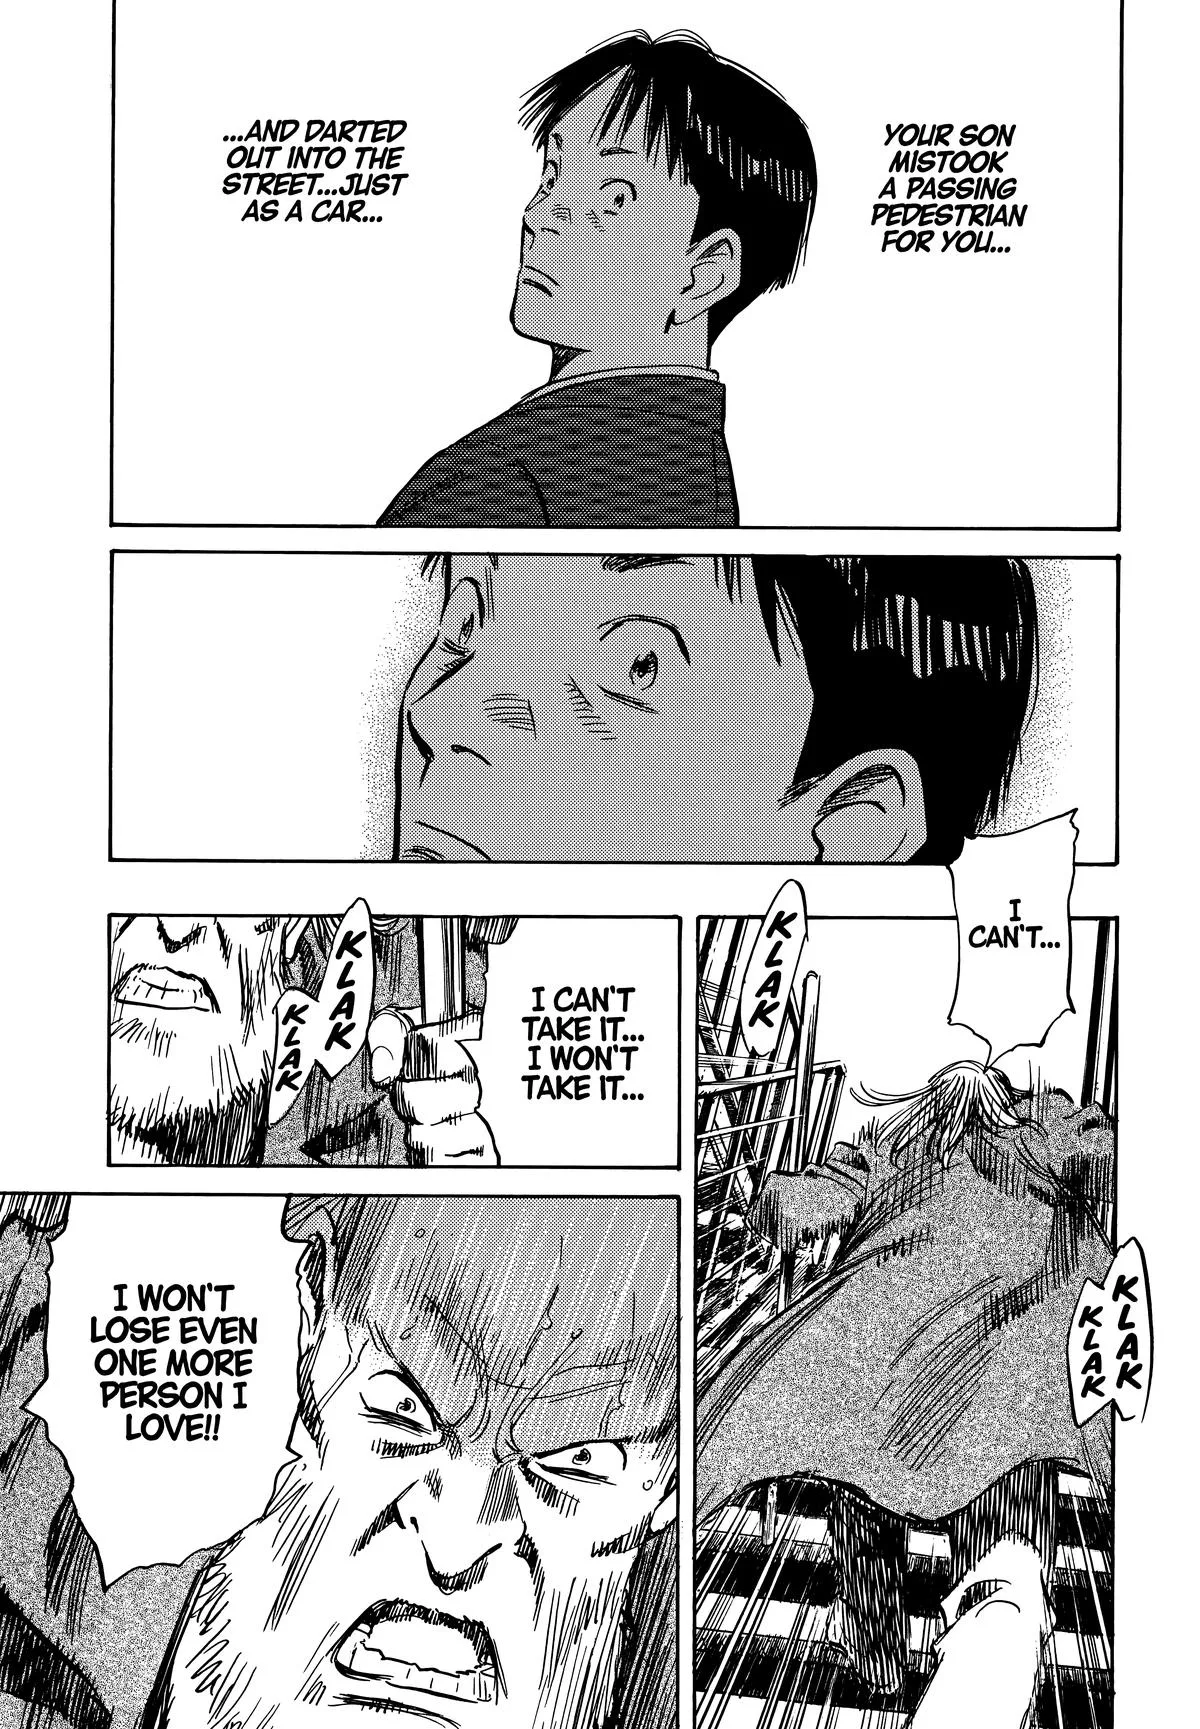 YOUR SON
MISTOOK
A PASSING
PEDESTRIAN
FOR YOU...
...AND DARTED
OUT INTO THE
STREET...JUST
AS A CAR...
I
CAN'T...
KLAK
KLAK
KLAK
I CAN'T
TAKE IT...
I WON'T
TAKE IT...
KLAK
KLAK
I WON'T
LOSE EVEN
ONE MORE
PERSON I
LOVE!!